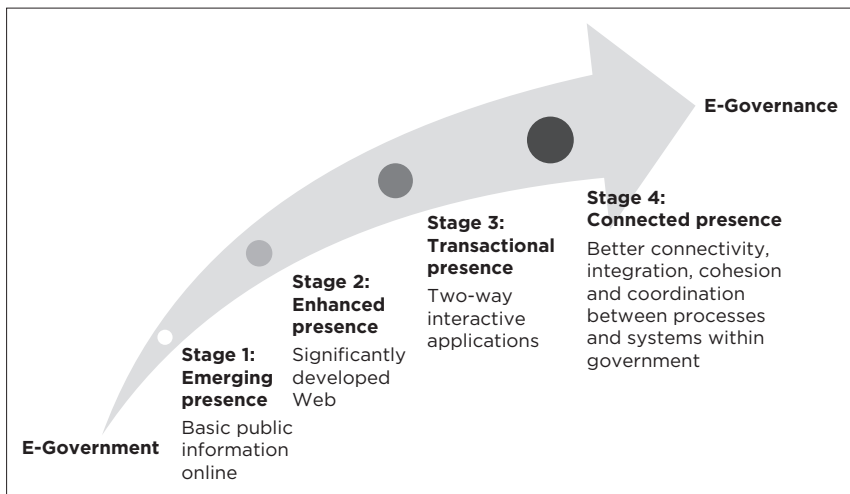 E-Government
Stage 1:
Emerging
presence
Basic public
information
online
Stage 2:
Enhanced
presence
Significantly
developed
Web
Stage 3:
Transactional
presence
Two-way
interactive
applications
Stage 4:
Connected presence
Better connectivity,
integration, cohesion
and coordination
between processes
and systems within
government
E-Governance